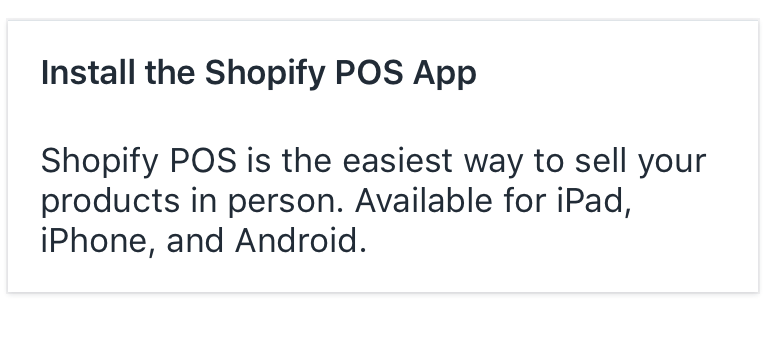 Install the Shopify POS App
Shopify POS is the easiest way to sell your
products in person. Available for iPad,
iPhone, and Android.